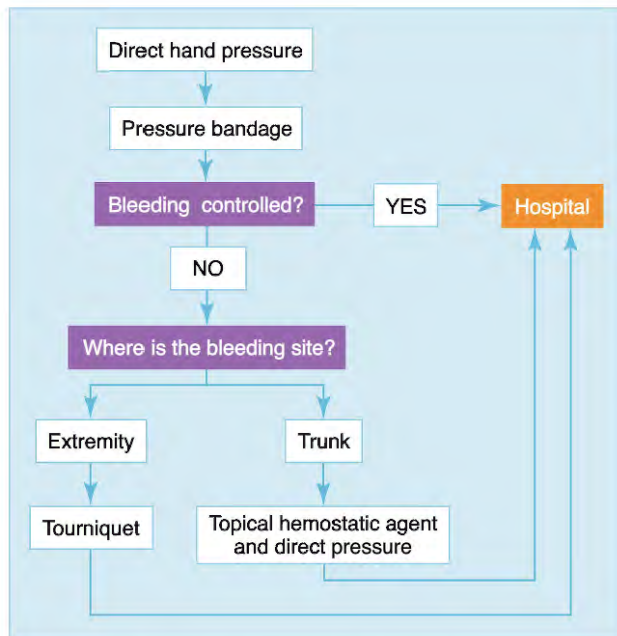 Direct hand pressure
Pressure bandage
Bleeding controlled?
YES
Hospital
NO
Where is the bleeding site?
Extremity
Trunk
Tourniquet
Topical hemostatic agent
and direct pressure